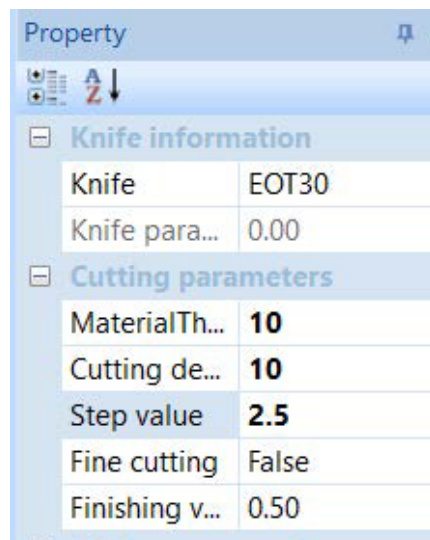 Property
A Z
Knife information
Knife EOT30
Knife para... 0.00
Cutting parameters
MaterialTh... 10
Cutting de... 10
Step value 2.5
Fine cutting False
Finishing v... 0.50